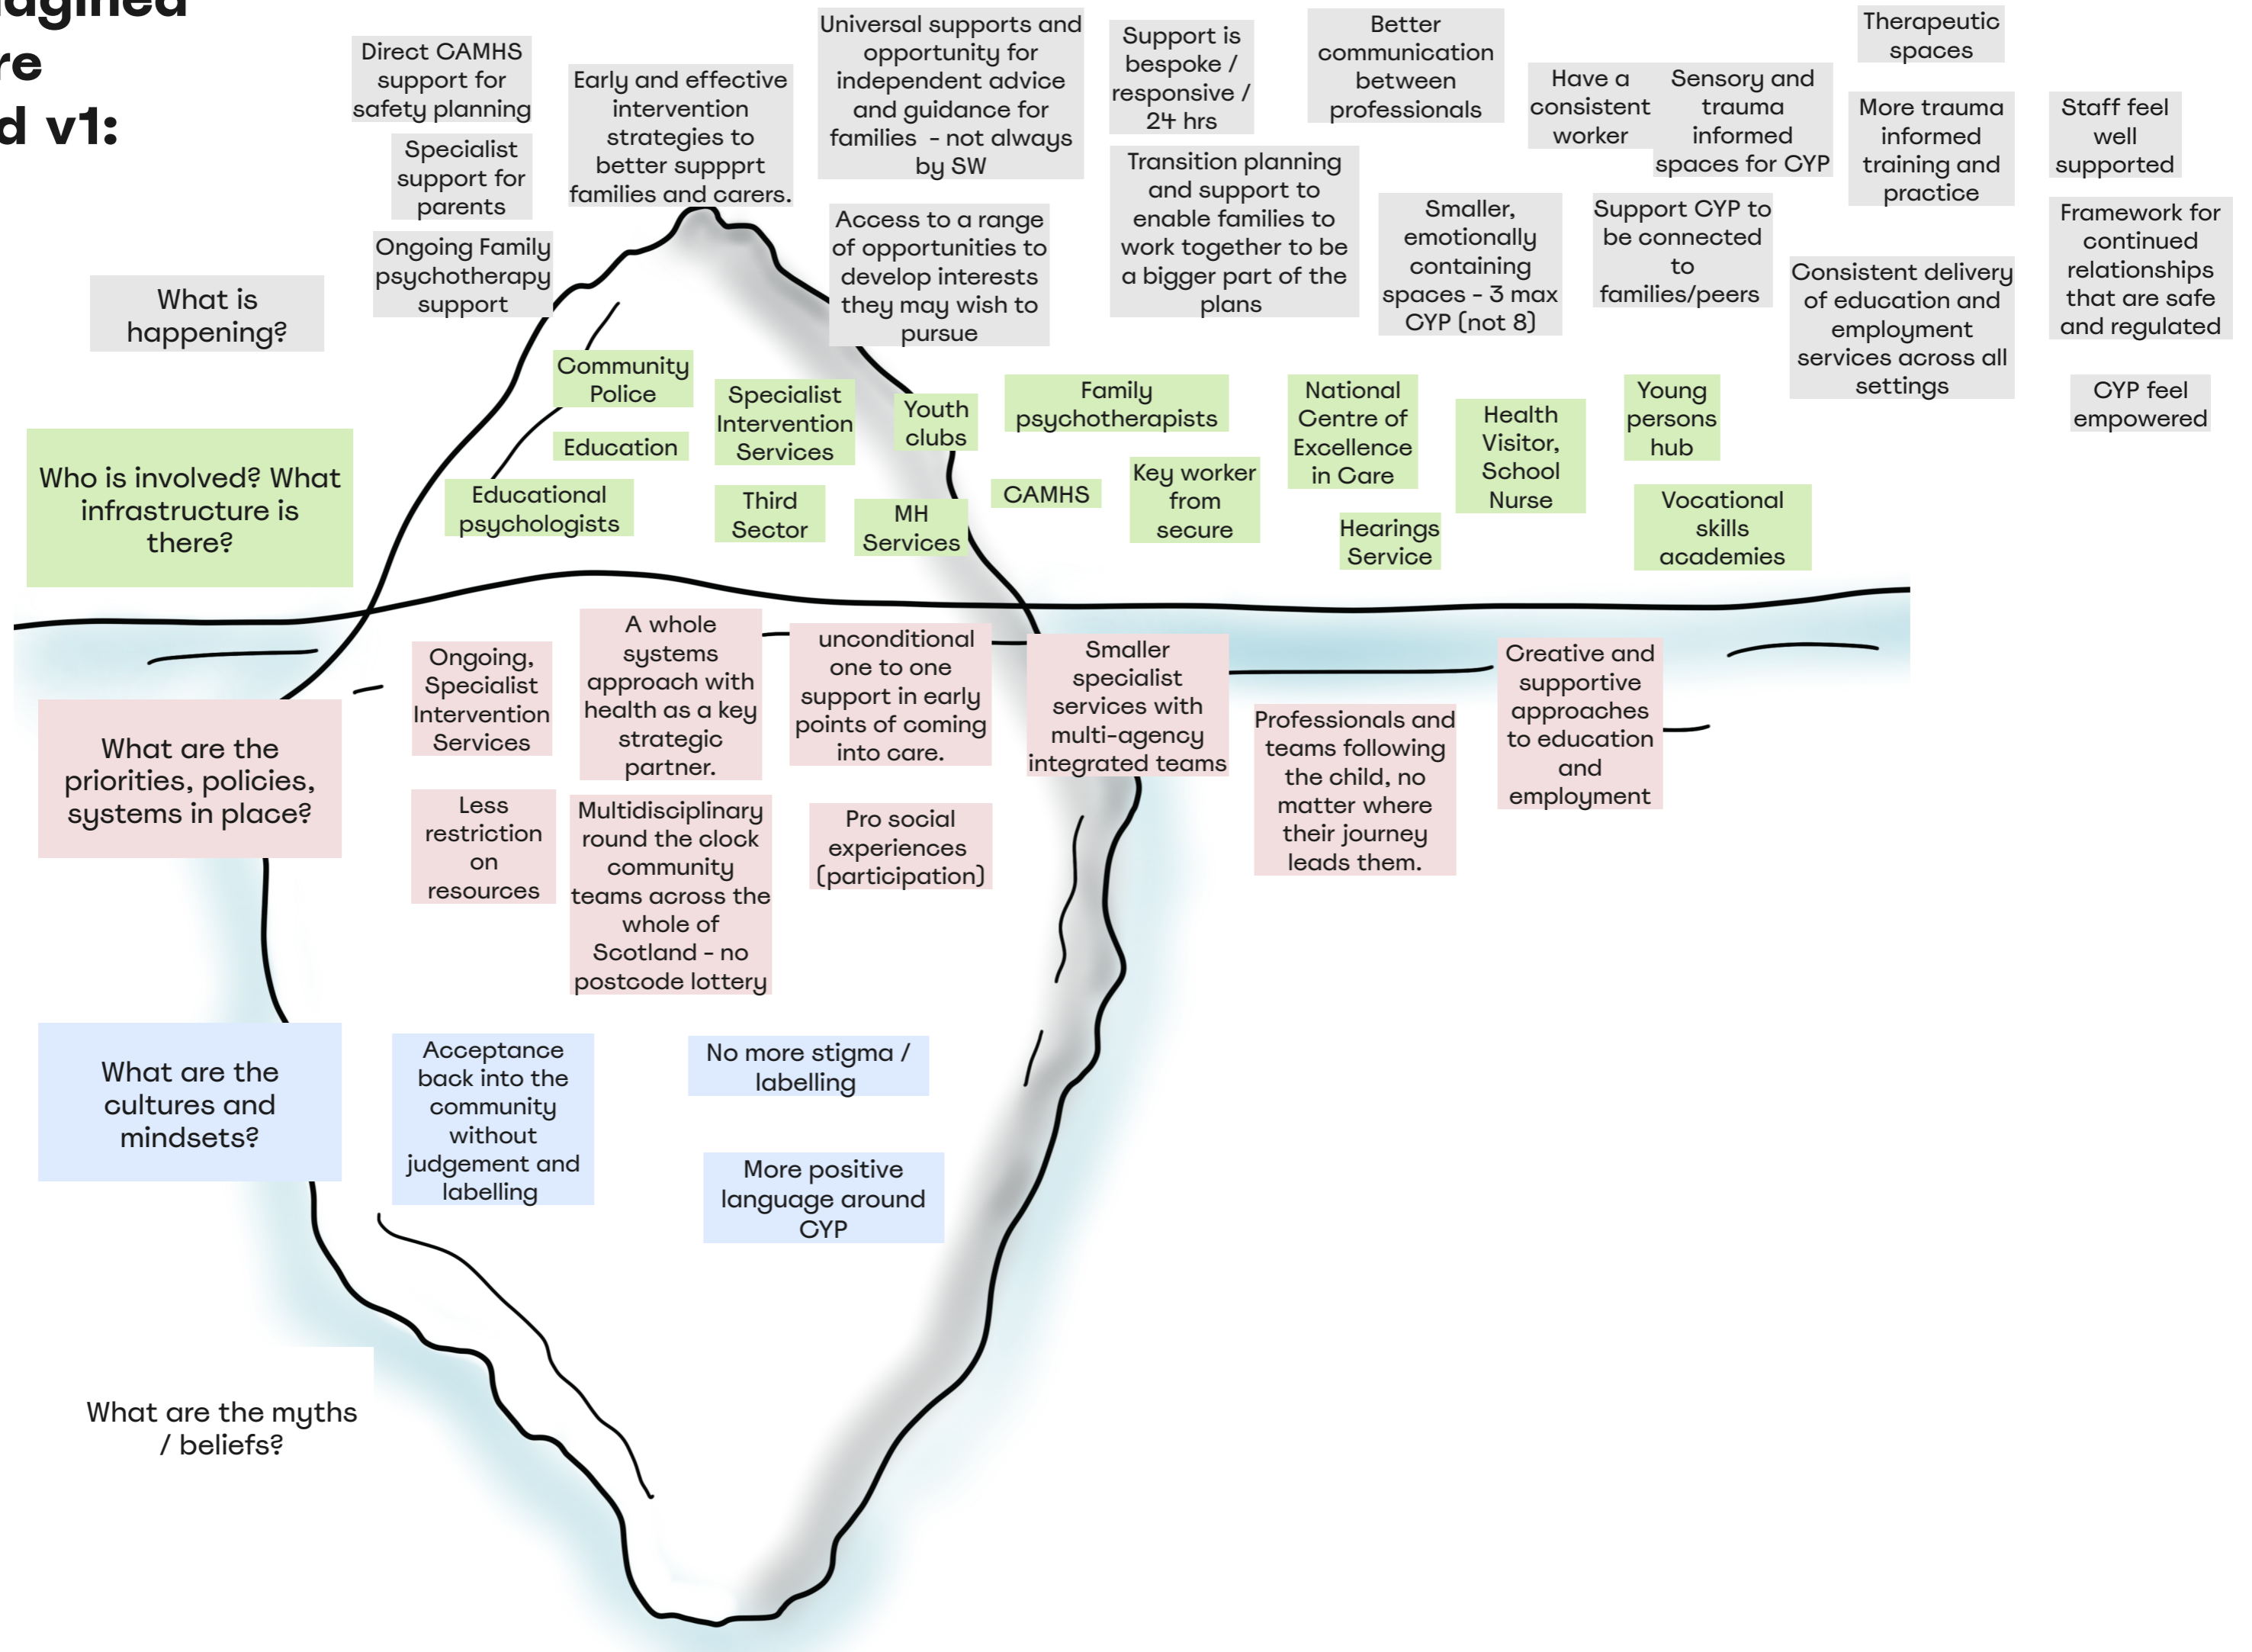 agined
re
d v1:
Direct CAMHS
support for
safety planning
Specialist
support for
parents
Ongoing Family
psychotherapy
support
Early and effective
intervention
strategies to
better suppprt
families and carers.
Universal supports and
opportunity for
independent advice
and guidance for
families - not always
by SW
Access to a range
of opportunities to
develop interests
they may wish to
pursue
Support is
bespoke /
responsive /
24 hrs
Transition planning
and support to
enable families to
work together to be
a bigger part of the
plans
Better
communication
between
professionals
Smaller,
emotionally
containing
spaces - 3 max
CYP (not 8)
Have a
consistent
worker
Sensory and
trauma
informed
spaces for CYP
Support CYP to
be connected
to
families/peers
Therapeutic
spaces
More trauma
informed
training and
practice
Consistent delivery
of education and
employment
services across all
settings
Staff feel
well
supported
Framework for
continued
relationships
that are safe
and regulated
CYP feel
empowered
What is
happening?
Who is involved? What
infrastructure is
there?
Community
Police
Education
Educational
psychologists
Specialist
Intervention
Services
Third
Sector
Youth
clubs
MH
Services
Family
psychotherapists
CAMHS
Key worker
from
secure
National
Centre of
Excellence
in Care
Hearings
Service
Health
Visitor,
School
Nurse
Young
persons
hub
Vocational
skills
academies
What are the
priorities, policies,
systems in place?
Ongoing,
Specialist
Intervention
Services
Less
restriction
on
resources
A whole
systems
approach with
health as a key
strategic
partner.
Multidisciplinary
round the clock
community
teams across the
whole of
Scotland - no
postcode lottery
unconditional
one to one
support in early
points of coming
into care.
Pro social
experiences
(participation)
Smaller
specialist
services with
multi-agency
integrated teams
Professionals and
teams following
the child, no
matter where
their journey
leads them.
Creative and
supportive
approaches
to education
and
employment
What are the
cultures and
mindsets?
Acceptance
back into the
community
without
judgement and
labelling
No more stigma /
labelling
More positive
language around
CYP
What are the myths
/ beliefs?